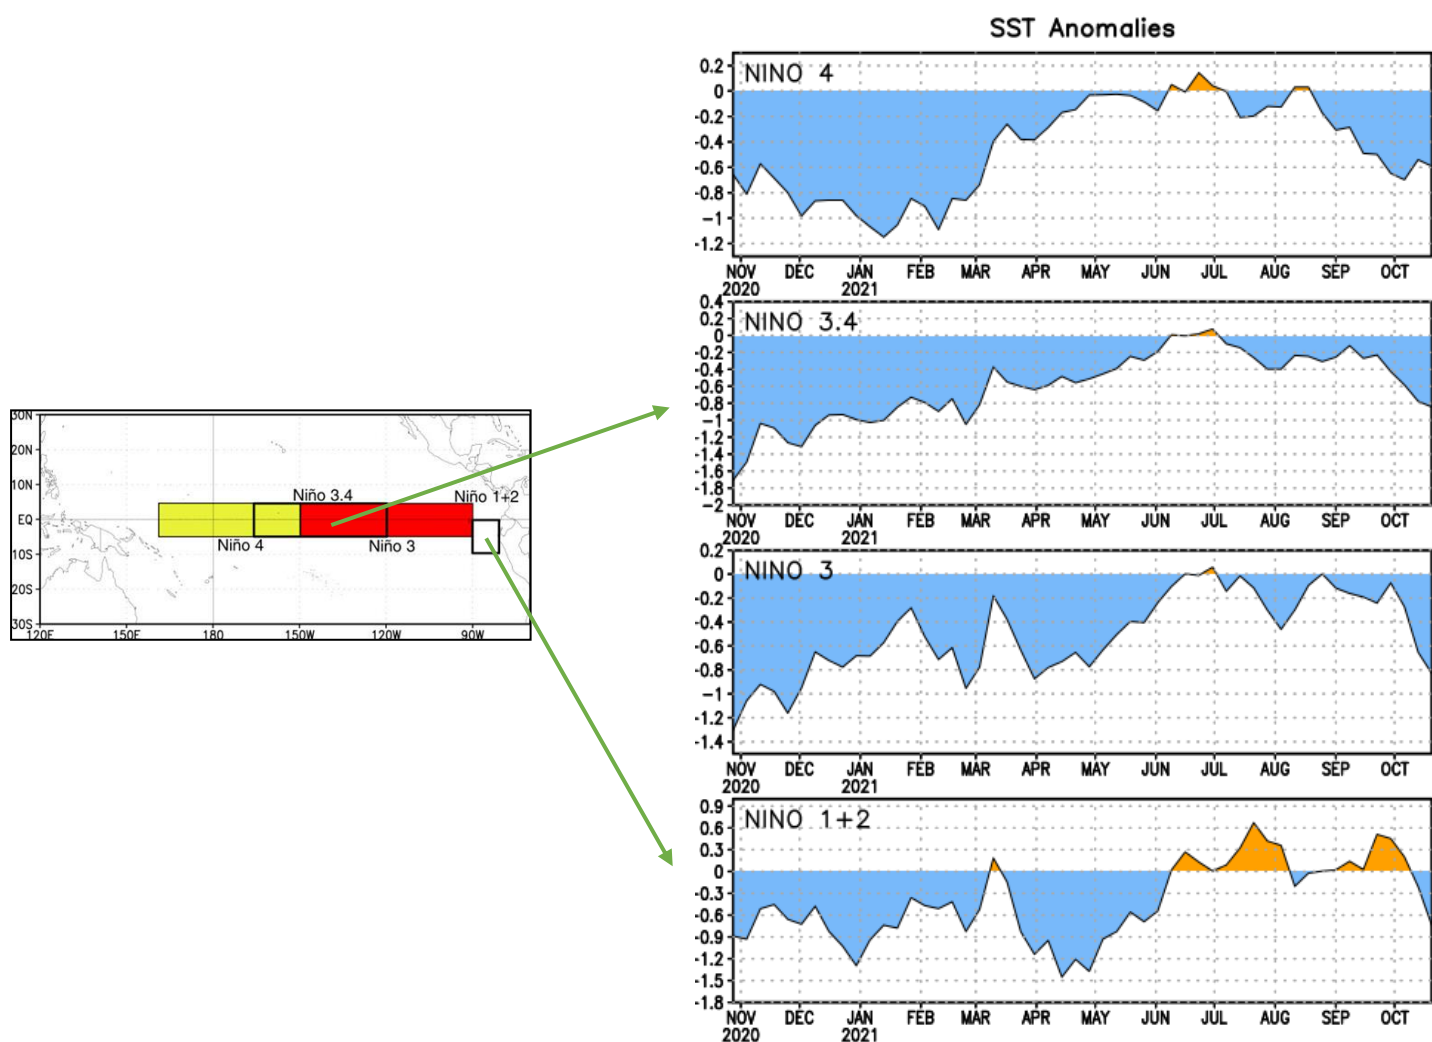 SST Anomalies
NINO 4
0.2
0
-0.2
-0.4
-0.6
-0.8
-1
-1.2
NOV DEC JAN FEB MAR APR MAY JUN JUL AUG SEP OCT
2020 2021
NINO 3.4
0.4
0.2
0
-0.2
-0.4
-0.6
-0.8
-1
-1.2
-1.4
-1.6
-1.8
-2
NOV DEC JAN FEB MAR APR MAY JUN JUL AUG SEP OCT
2020 2021
30N
20N
10N
EQ
10S
20S
30S
120E 150E 180 150W 120W 90W
Niño 3.4
Niño 1+2
Niño 4
Niño 3
NINO 3
0.2
0
-0.2
-0.4
-0.6
-0.8
-1
-1.2
-1.4
NOV DEC JAN FEB MAR APR MAY JUN JUL AUG SEP OCT
2020 2021
NINO 1+2
0.9
0.6
0.3
0
-0.3
-0.6
-0.9
-1.2
-1.5
-1.8
NOV DEC JAN FEB MAR APR MAY JUN JUL AUG SEP OCT
2020 2021